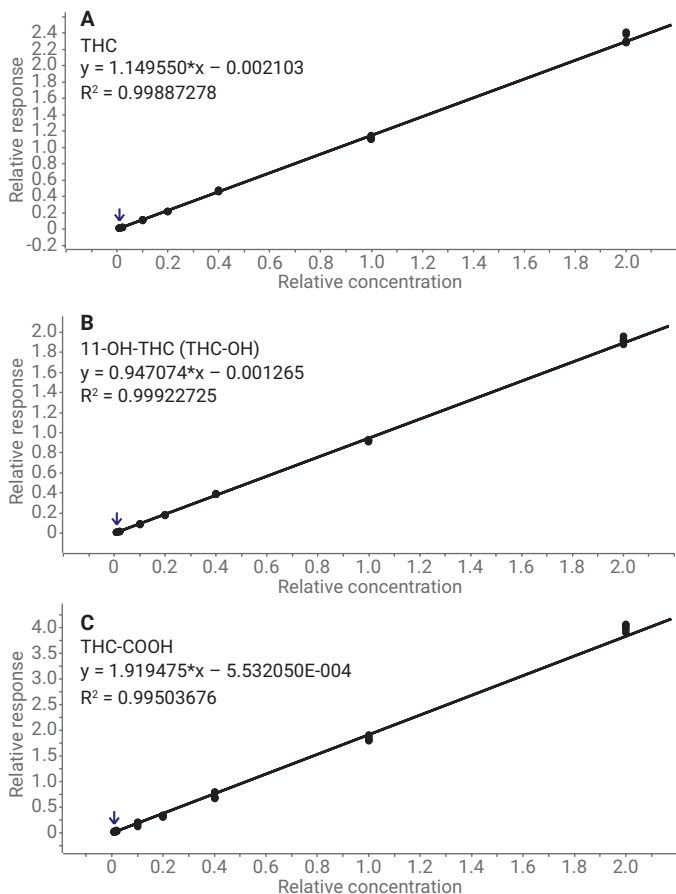 A
THC
y = 1.149550*x – 0.002103
R² = 0.99887278
Relative response
2.4
2.2
2.0
1.8
1.6
1.4
1.2
1.0
0.8
0.6
0.4
0.2
0
-0.2
0 0.2 0.4 0.6 0.8 1.0 1.2 1.4 1.6 1.8 2.0
Relative concentration
B
11-OH-THC (THC-OH)
y = 0.947074*x – 0.001265
R² = 0.99922725
Relative response
2.0
1.8
1.6
1.4
1.2
1.0
0.8
0.6
0.4
0.2
0
0 0.2 0.4 0.6 0.8 1.0 1.2 1.4 1.6 1.8 2.0
Relative concentration
C
THC-COOH
y = 1.919475*x – 5.532050E-004
R² = 0.99503676
Relative response
4.0
3.5
3.0
2.5
2.0
1.5
1.0
0.5
0
0 0.2 0.4 0.6 0.8 1.0 1.2 1.4 1.6 1.8 2.0
Relative concentration